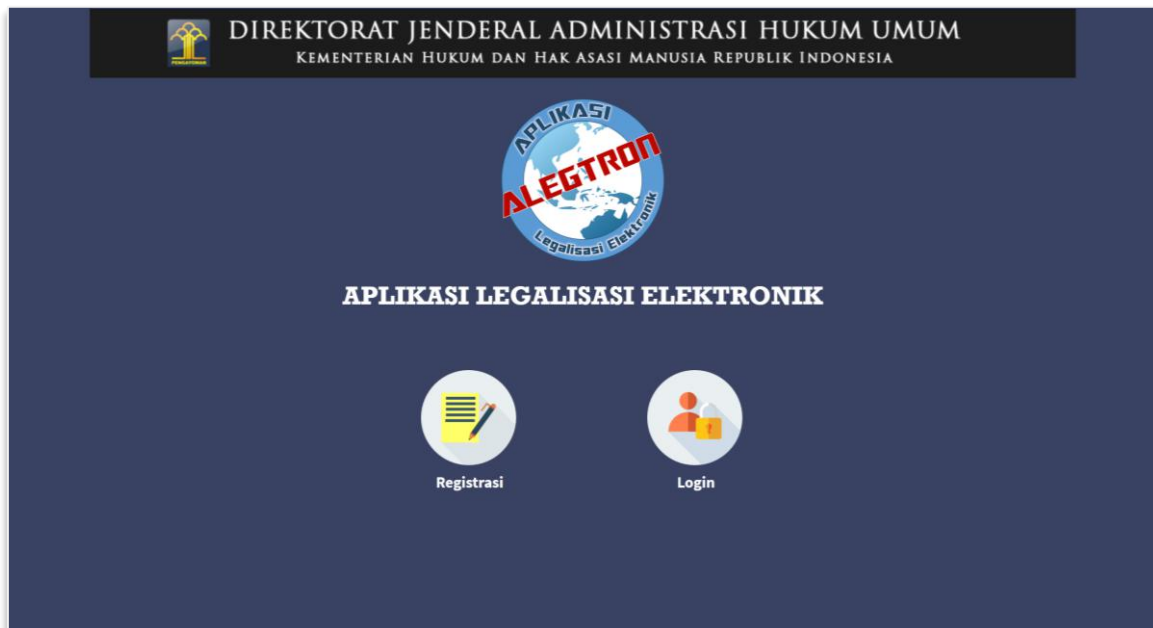 DIREKTORAT JENDERAL ADMINISTRASI HUKUM UMUM
KEMENTERIAN HUKUM DAN HAK ASASI MANUSIA REPUBLIK INDONESIA
PENGAYOMAN
APLIKASI
ALEGTRON
Legalisasi Elektronik
APLIKASI LEGALISASI ELEKTRONIK
Registrasi
Login